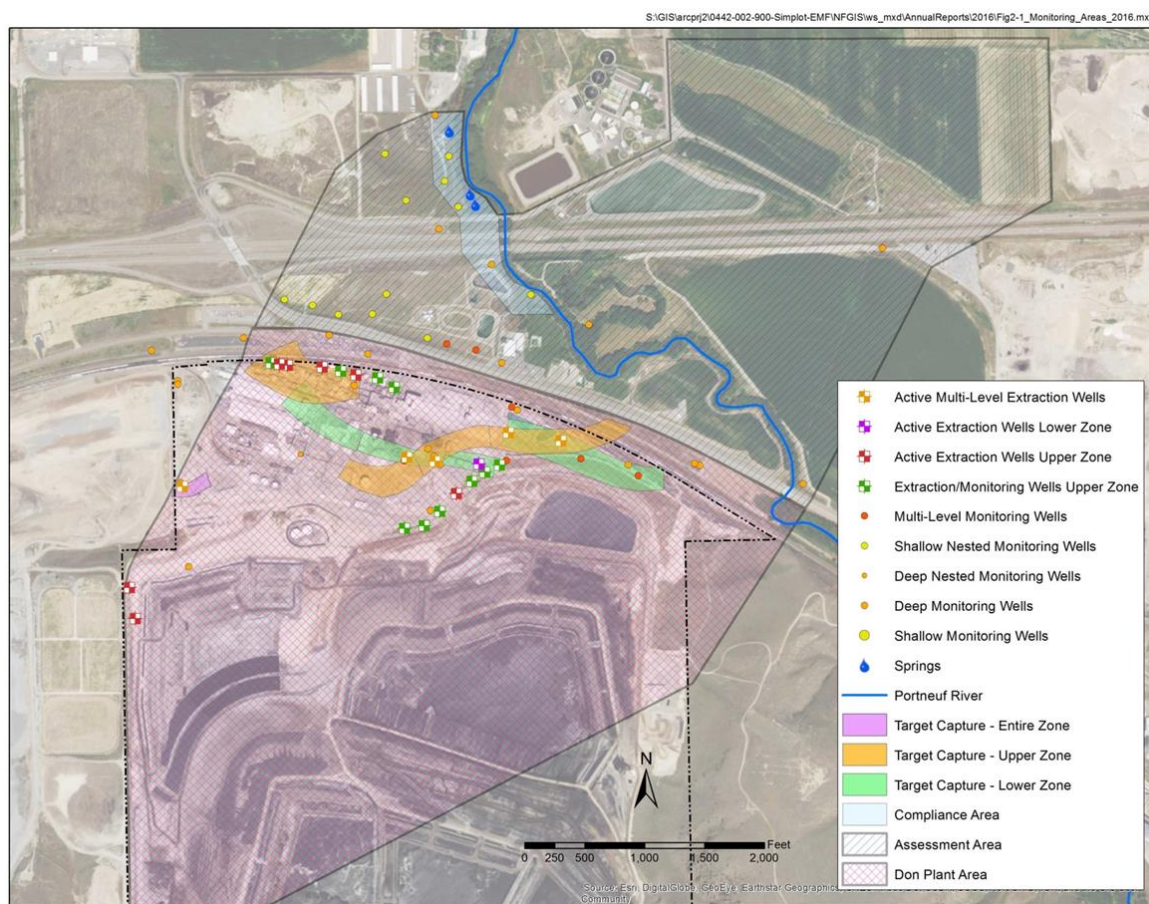 S:\GIS\arcprj2\0442-002-900-Simplot-EMF\NFGIS\ws_mxd\AnnualReports\2016\Fig2-1_Monitoring_Areas_2016.mx
Active Multi-Level Extraction Wells
Active Extraction Wells Lower Zone
Active Extraction Wells Upper Zone
Extraction/Monitoring Wells Upper Zone
Multi-Level Monitoring Wells
Shallow Nested Monitoring Wells
Deep Nested Monitoring Wells
Deep Monitoring Wells
Shallow Monitoring Wells
Springs
Portneuf River
Target Capture - Entire Zone
Target Capture - Upper Zone
Target Capture - Lower Zone
Compliance Area
Assessment Area
Don Plant Area
N
Feet
0 250 500 1,000 1,500 2,000
Source: Esri, DigitalGlobe, GeoEye, Earthstar Geographics
Community